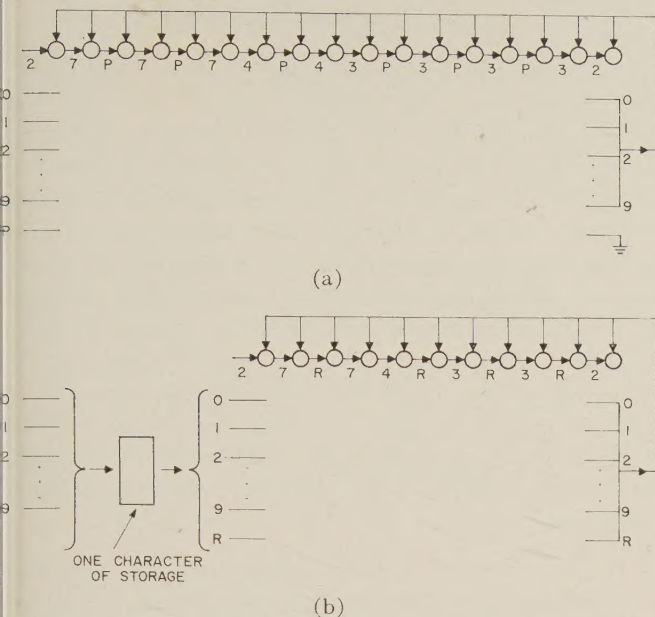 2 7 P 7 P 7 4 P 4 3 P 3 P 3 P 3 2
0 0
1 1
2 2
9 9
P
(a)
2 7 R 7 4 R 3 R 3 R 2
0 0 0
1 1 1
2 2 2
9 9 9
R R
ONE CHARACTER
OF STORAGE
(b)